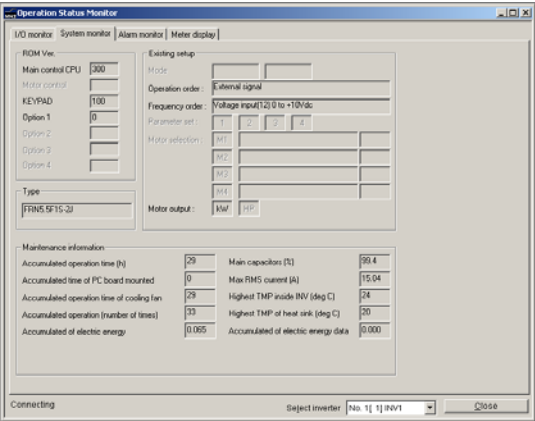 Operation Status Monitor
I/O monitor System monitor Alarm monitor Meter display
ROM Ver.
Main control CPU 300
Motor control
KEYPAD 100
Option 1 0
Option 2
Option 3
Option 4
Type
FRN5.5F1S-2J
Existing setup
Mode
Operation order : External signal
Frequency order : Voltage input(12) 0 to +10Vdc
Parameter set : 1 2 3 4
Motor selection : M1
M2
M3
M4
Motor output : kW HP
Maintenance information
Accumulated operation time (h) 29
Accumulated time of PC board mounted 0
Accumulated operation time of cooling fan 29
Accumulated operation (number of times) 33
Accumulated of electric energy 0.065
Main capacitors (%) 99.4
Max RMS current (A) 15.04
Highest TMP inside INV (deg C) 24
Highest TMP of heat sink (deg C) 20
Accumulated of electric energy data 0.000
Connecting
Select inverter No. 1[ 1] INV1 Close